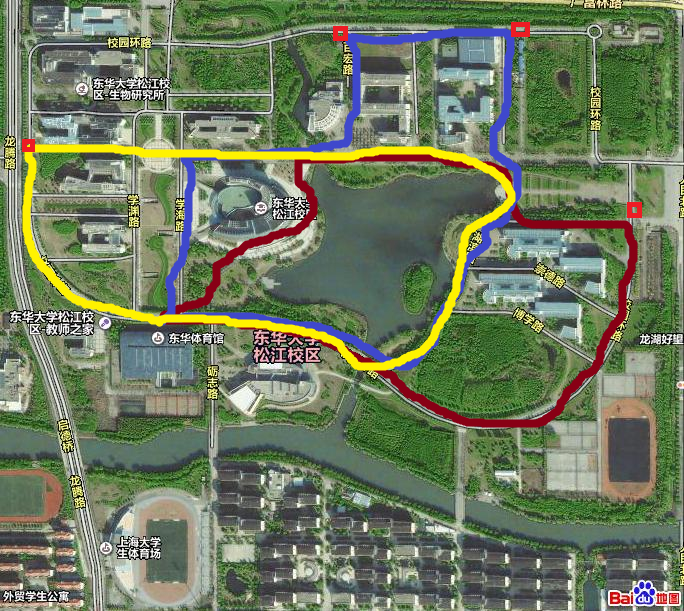 广富林路
校园环路
东华大学松江校
区-生物研究所
龙腾路
校园环路
学渊路
学海路
东华大
松江校
东华大学松江校
区-教师之家
东华体育馆
东华大学
松江校区
崇德路
博学路
龙湖好望
砺志路
启德桥
龙腾路
上海大学
生体育场
外贸学生公寓
Baidu地图